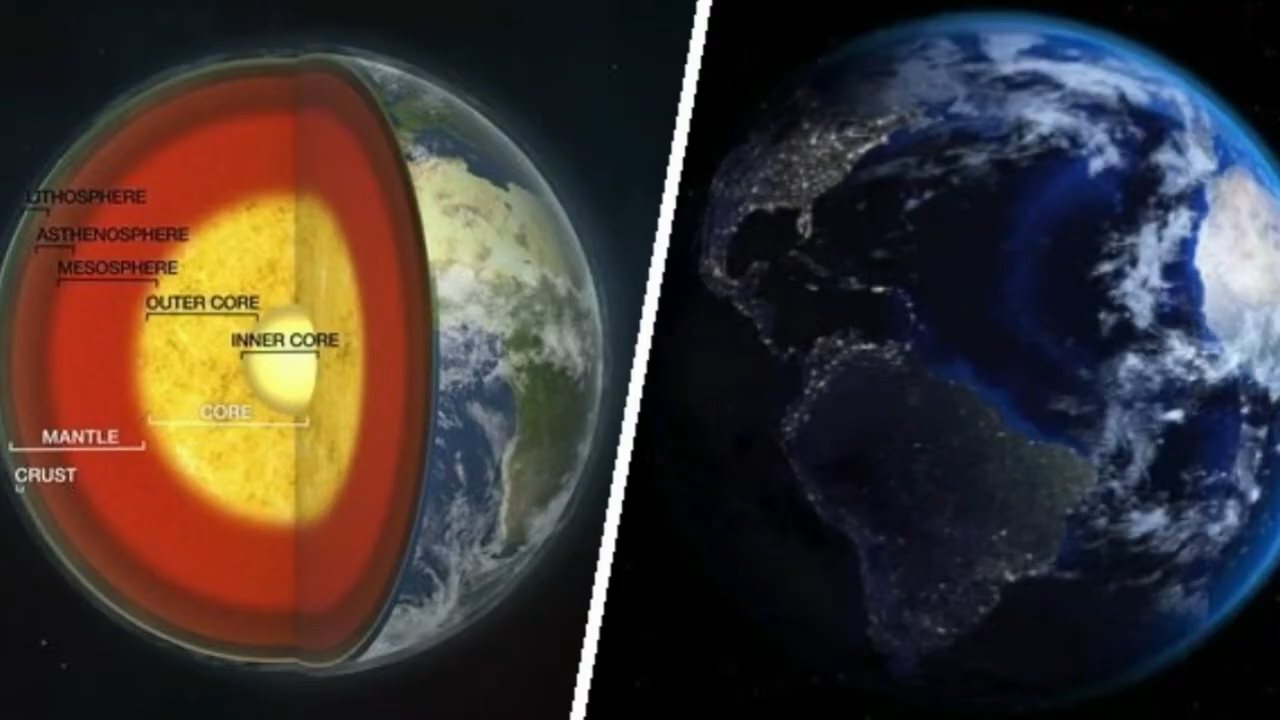 LITHOSPHERE
ASTHENOSPHERE
MESOSPHERE
OUTER CORE
INNER CORE
CORE
MANTLE
CRUST